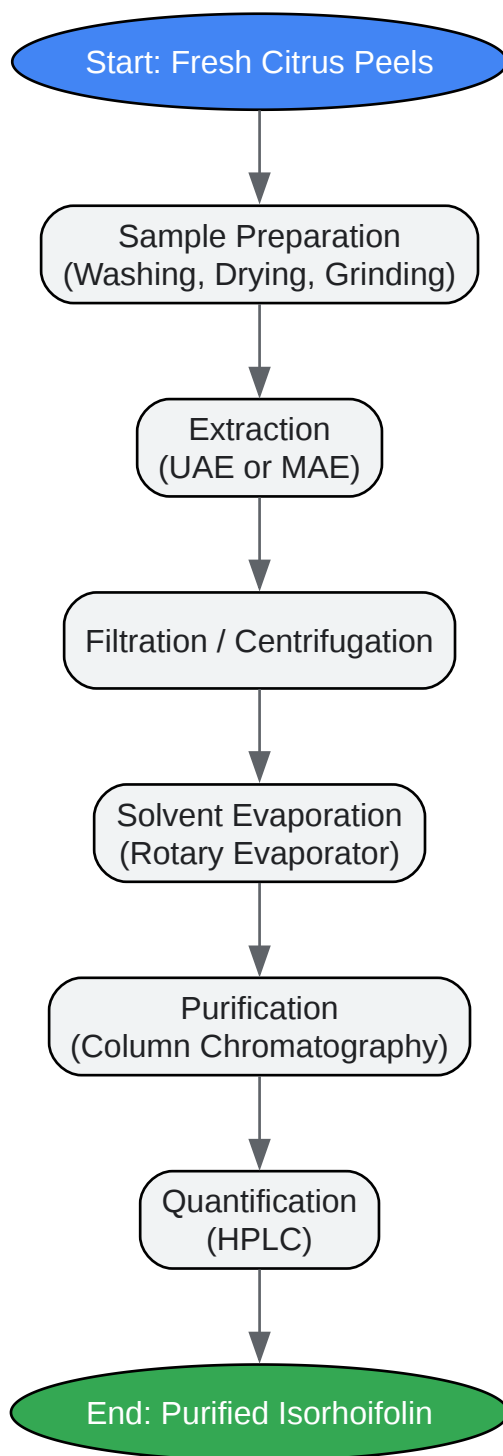 Start: Fresh Citrus Peels
Sample Preparation
(Washing, Drying, Grinding)
Extraction
(UAE or MAE)
Filtration / Centrifugation
Solvent Evaporation
(Rotary Evaporator)
Purification
(Column Chromatography)
Quantification
(HPLC)
End: Purified Isorhoifolin